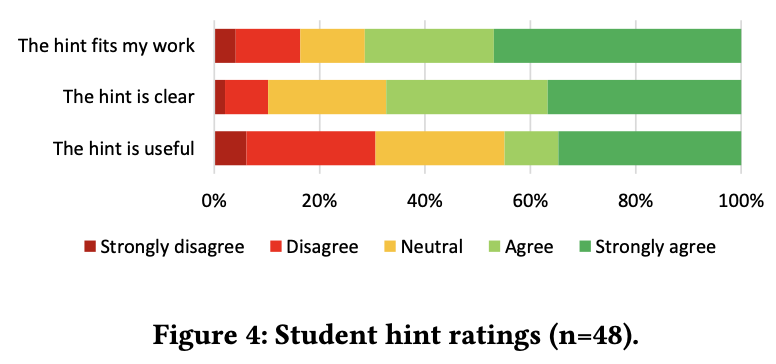 The hint fits my work
The hint is clear
The hint is useful
0% 20% 40% 60% 80% 100%
Strongly disagree Disagree Neutral Agree Strongly agree
Figure 4: Student hint ratings (n=48).